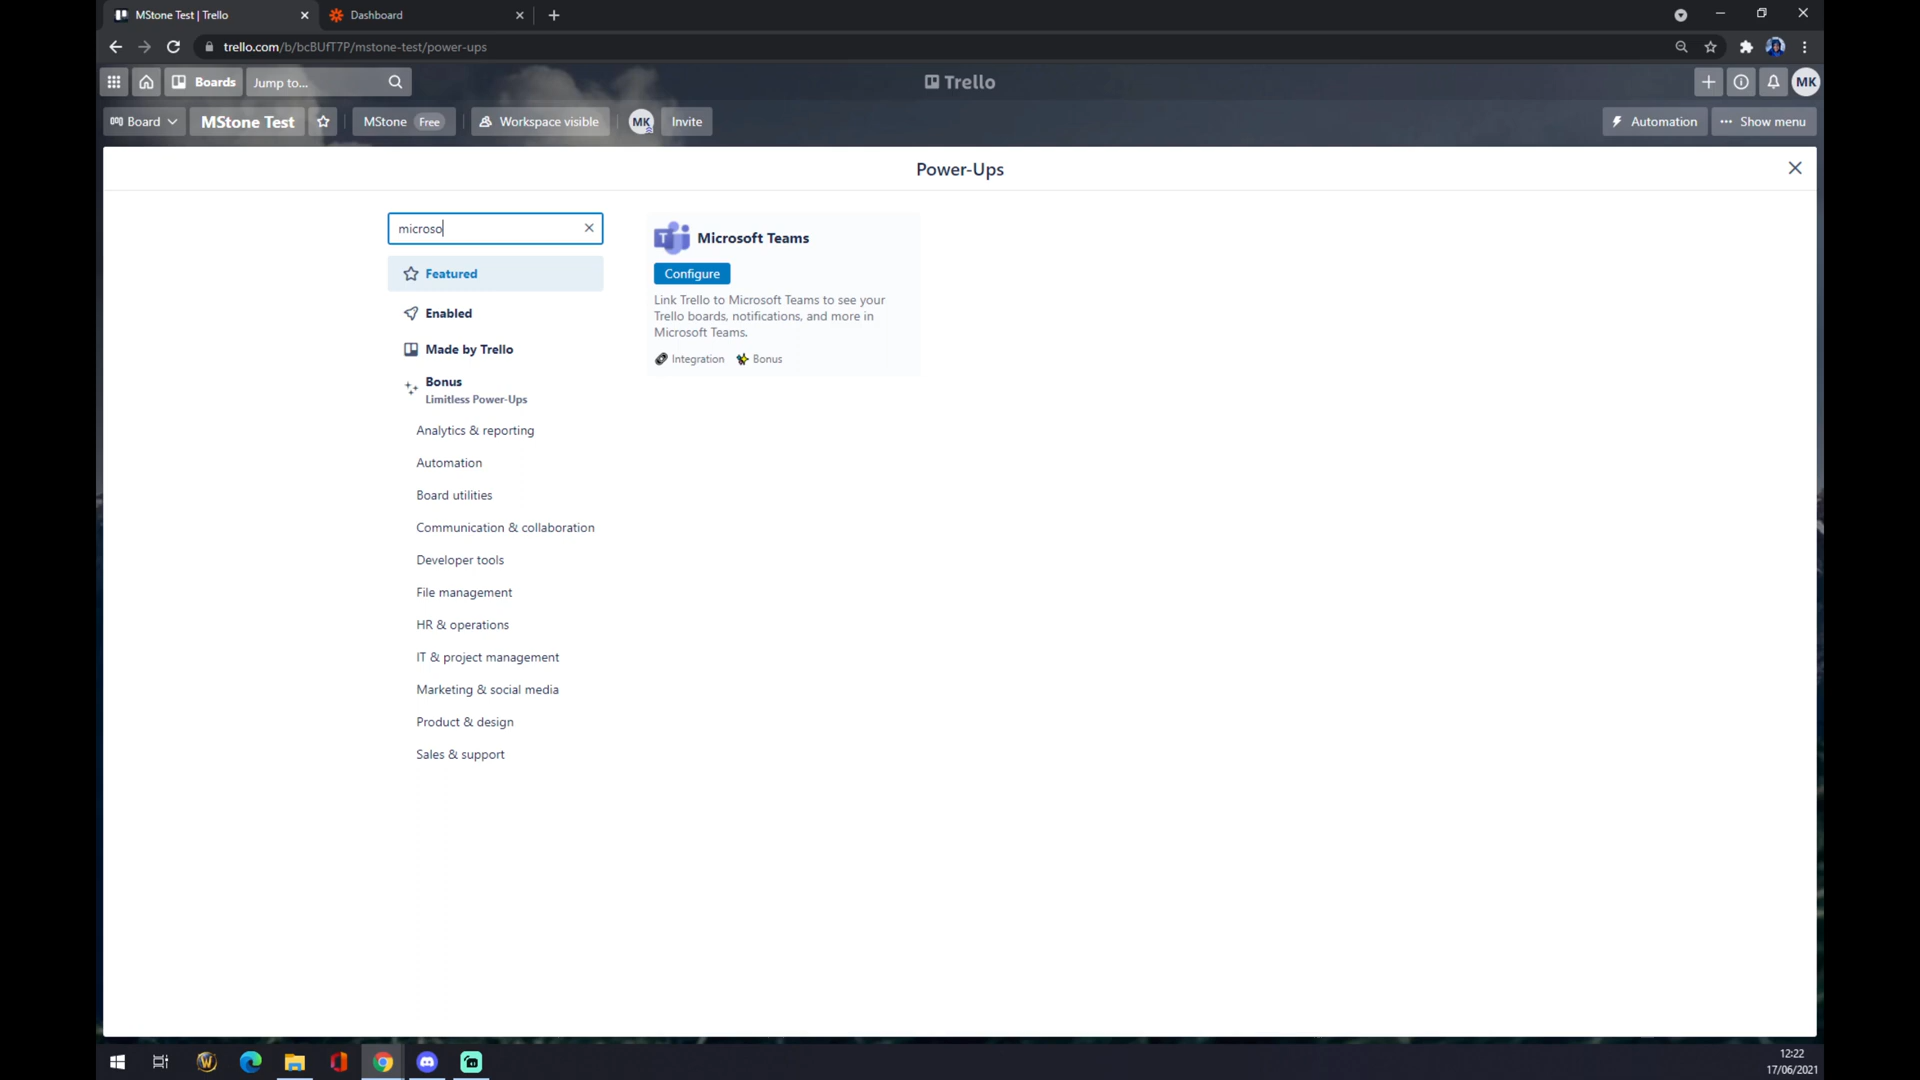 MStone Test | Trello
Dashboard
trello.com/b/bcBUfT7P/mstone-test/power-ups
Boards
Jump to...
Trello
MK
Board
MStone Test
MStone Free
Workspace visible
MK
Invite
Automation
Show menu
Power-Ups
microso
Featured
Enabled
Made by Trello
Bonus
Limitless Power-Ups
Analytics & reporting
Automation
Board utilities
Communication & collaboration
Developer tools
File management
HR & operations
IT & project management
Marketing & social media
Product & design
Sales & support
Microsoft Teams
Configure
Link Trello to Microsoft Teams to see your
Trello boards, notifications, and more in
Microsoft Teams.
Integration Bonus
12:22
17/06/2021